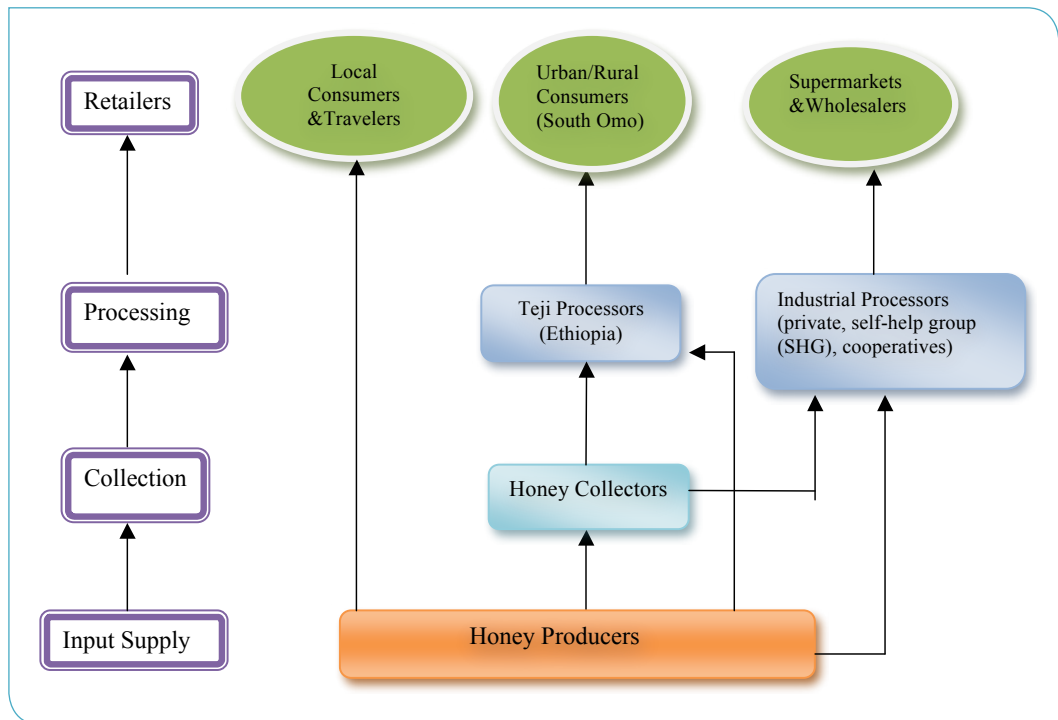 Retailers
Processing
Collection
Input Supply
Local
Consumers
&Travelers
Urban/Rural
Consumers
(South Omo)
Supermarkets
&Wholesalers
Teji Processors
(Ethiopia)
Industrial Processors
(private, self-help group
(SHG), cooperatives)
Honey Collectors
Honey Producers